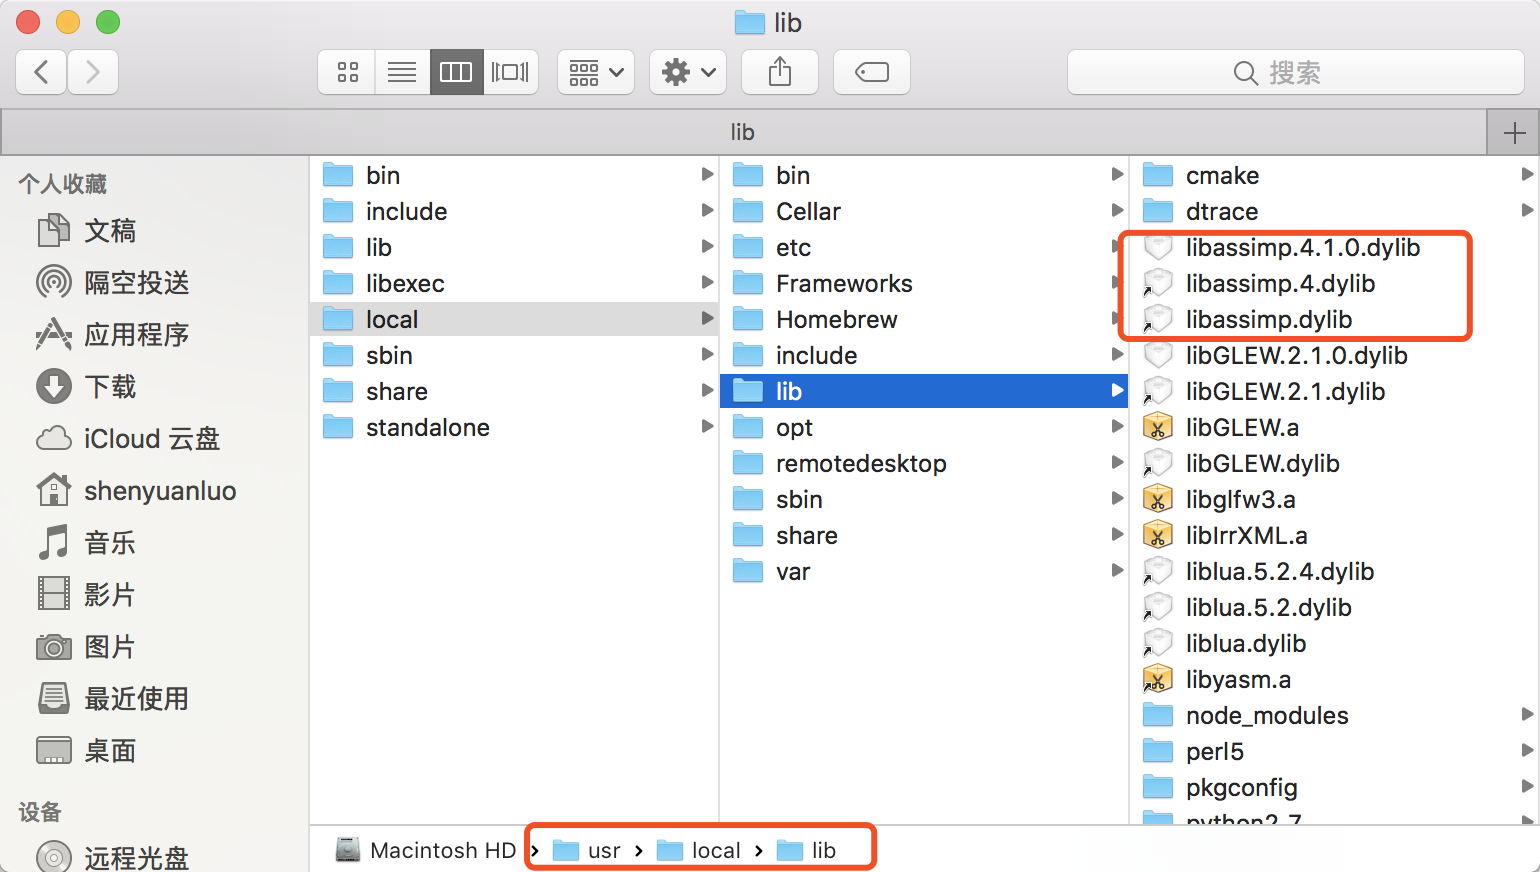 lib
搜索
lib
个人收藏
文稿
隔空投送
应用程序
下载
iCloud 云盘
shenyuanluo
音乐
影片
图片
最近使用
桌面
设备
远程光盘
bin
include
lib
libexec
local
sbin
share
standalone
bin
Cellar
etc
Frameworks
Homebrew
include
lib
opt
remotedesktop
sbin
share
var
cmake
dtrace
libassimp.4.1.0.dylib
libassimp.4.dylib
libassimp.dylib
libGLEW.2.1.0.dylib
libGLEW.2.1.dylib
libGLEW.a
libGLEW.dylib
libglfw3.a
libIrrXML.a
liblua.5.2.4.dylib
liblua.5.2.dylib
liblua.dylib
libyasm.a
node_modules
perl5
pkgconfig
python2.7
Macintosh HD › usr › local › lib